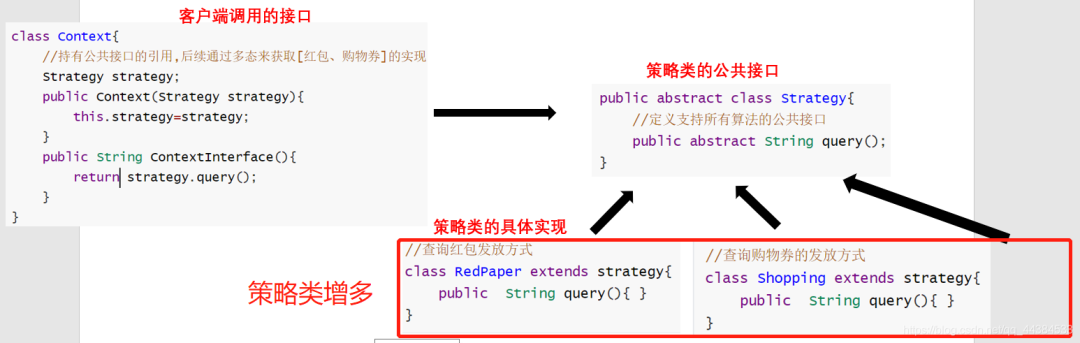 客户端调用的接口
class Context{
//持有公共接口的引用,后续通过多态来获取[红包、购物券]的实现
Strategy strategy;
public Context(Strategy strategy){
this.strategy=strategy;
}
public String ContextInterface(){
return strategy.query();
}
}
策略类的公共接口
public abstract class Strategy{
//定义支持所有算法的公共接口
public abstract String query();
}
策略类的具体实现
策略类增多
//查询红包发放方式
class RedPaper extends strategy{
public String query(){ }
}
//查询购物券的发放方式
class Shopping extends strategy{
public String query(){ }
}